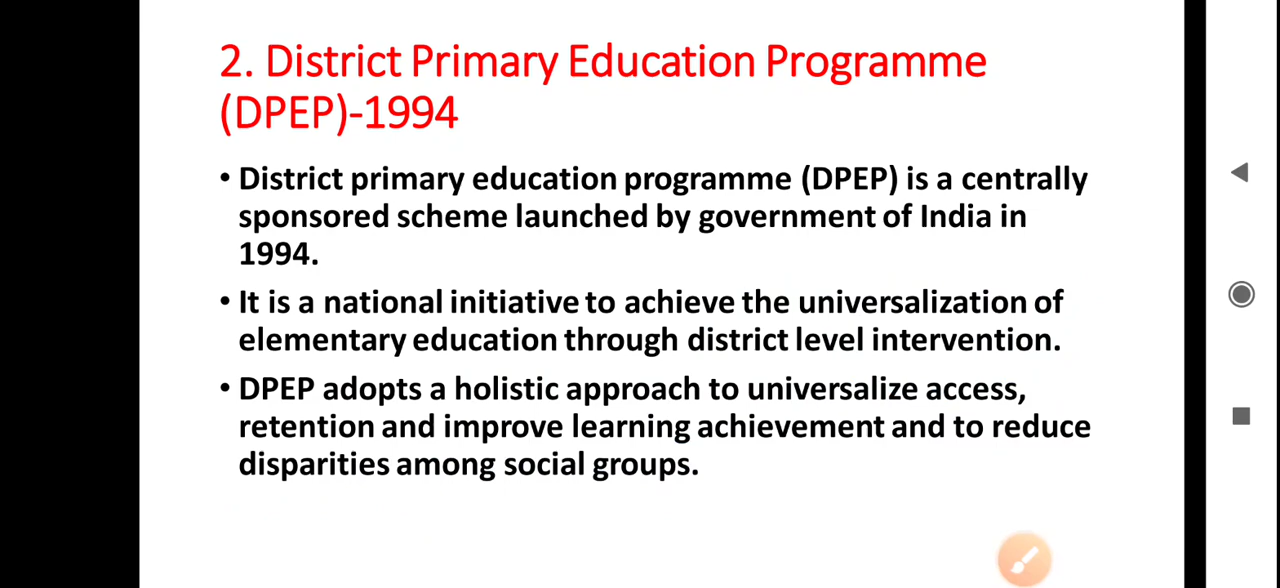 2. District Primary Education Programme
(DPEP)-1994
• District primary education programme (DPEP) is a centrally
sponsored scheme launched by government of India in
1994.
• It is a national initiative to achieve the universalization of
elementary education through district level intervention.
• DPEP adopts a holistic approach to universalize access,
retention and improve learning achievement and to reduce
disparities among social groups.